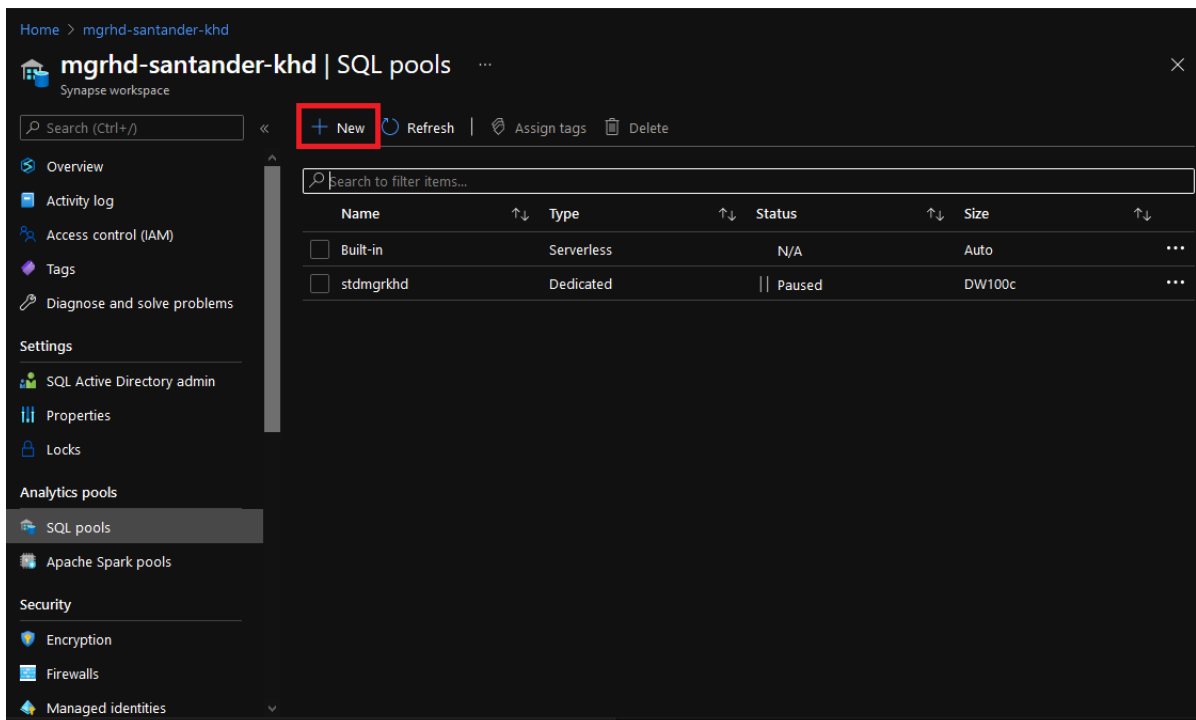 Home > mgrhd-santander-khd
mgrhd-santander-khd | SQL pools ...
Synapse workspace
Search (Ctrl+/) «
Overview
Activity log
Access control (IAM)
Tags
Diagnose and solve problems
Settings
SQL Active Directory admin
Properties
Locks
Analytics pools
SQL pools
Apache Spark pools
Security
Encryption
Firewalls
Managed identities
+ New Refresh | Assign tags Delete
Search to filter items...
Name ↑↓ Type ↑↓ Status ↑↓ Size ↑↓
Built-in Serverless N/A Auto ...
stdmgrkhd Dedicated Paused DW100c ...